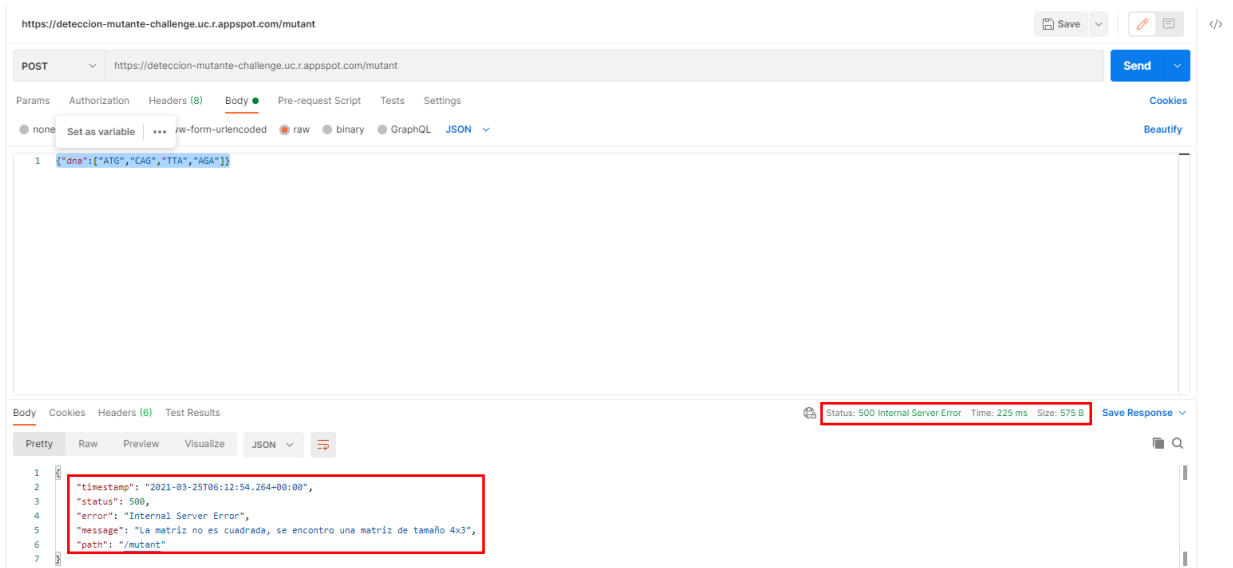 https://deteccion-mutante-challenge.uc.r.appspot.com/mutant
Save
POST https://deteccion-mutante-challenge.uc.r.appspot.com/mutant Send
Params Authorization Headers (8) Body Pre-request Script Tests Settings Cookies
none Set as variable ••• ww-form-urlencoded raw binary GraphQL JSON Beautify
1 {"dna":["ATG","CAG","TTA","AGA"]}
Body Cookies Headers (6) Test Results Status: 500 Internal Server Error Time: 225 ms Size: 575 B Save Response
Pretty Raw Preview Visualize JSON
1 {
2 "timestamp": "2021-03-25T06:12:54.264+00:00",
3 "status": 500,
4 "error": "Internal Server Error",
5 "message": "La matriz no es cuadrada, se encontro una matriz de tamaño 4x3",
6 "path": "/mutant"
7 }